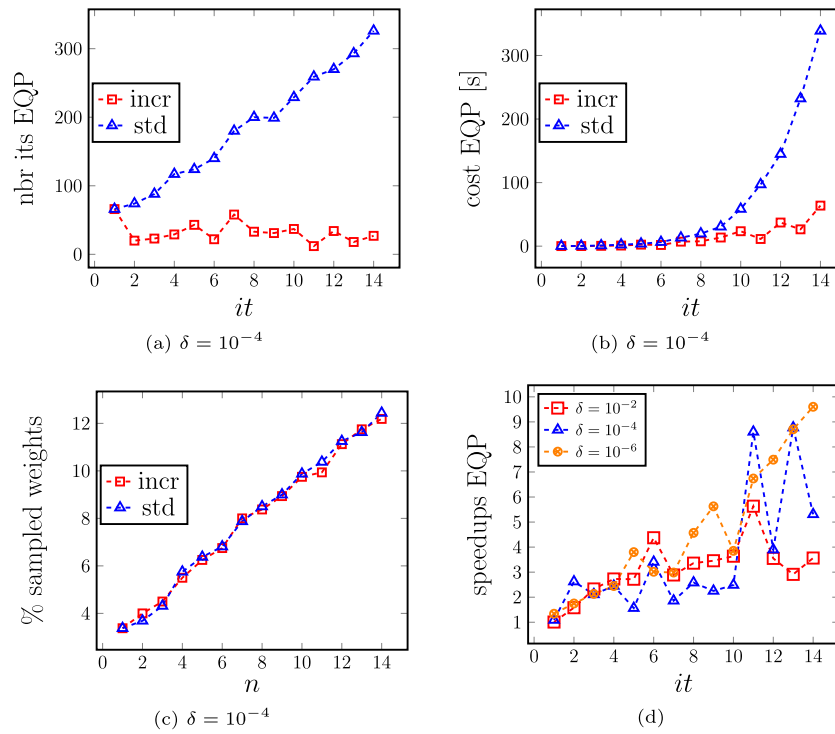 nbr its EQP
300
200
100
0
incr
std
0 2 4 6 8 10 12 14
it
(a) δ = 10⁻⁴
cost EQP [s]
300
200
100
0
incr
std
0 2 4 6 8 10 12 14
it
(b) δ = 10⁻⁴
% sampled weights
12
10
8
6
4
incr
std
0 2 4 6 8 10 12 14
n
(c) δ = 10⁻⁴
speedups EQP
10
9
8
7
6
5
4
3
2
1
δ = 10⁻²
δ = 10⁻⁴
δ = 10⁻⁶
0 2 4 6 8 10 12 14
it
(d)